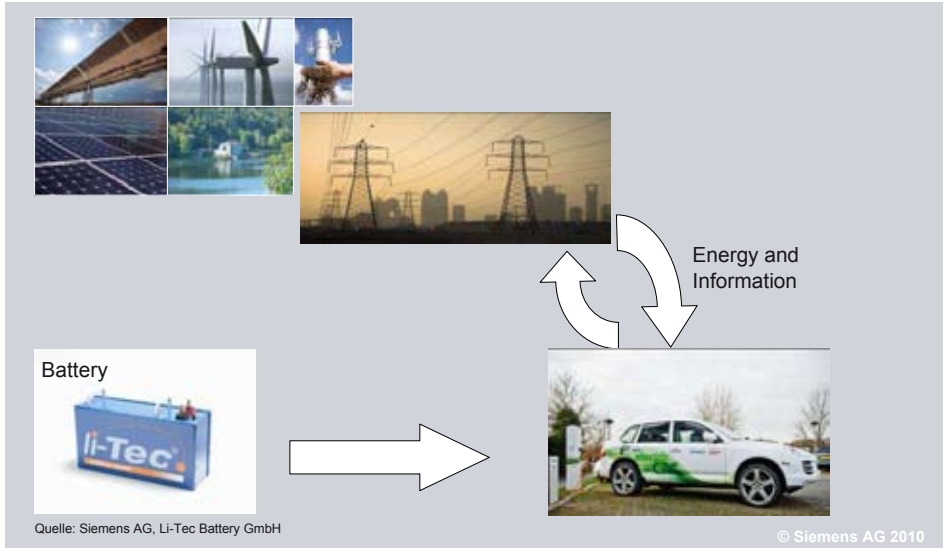 Energy and
Information
Battery
li-Tec
Quelle: Siemens AG, Li-Tec Battery GmbH
© Siemens AG 2010